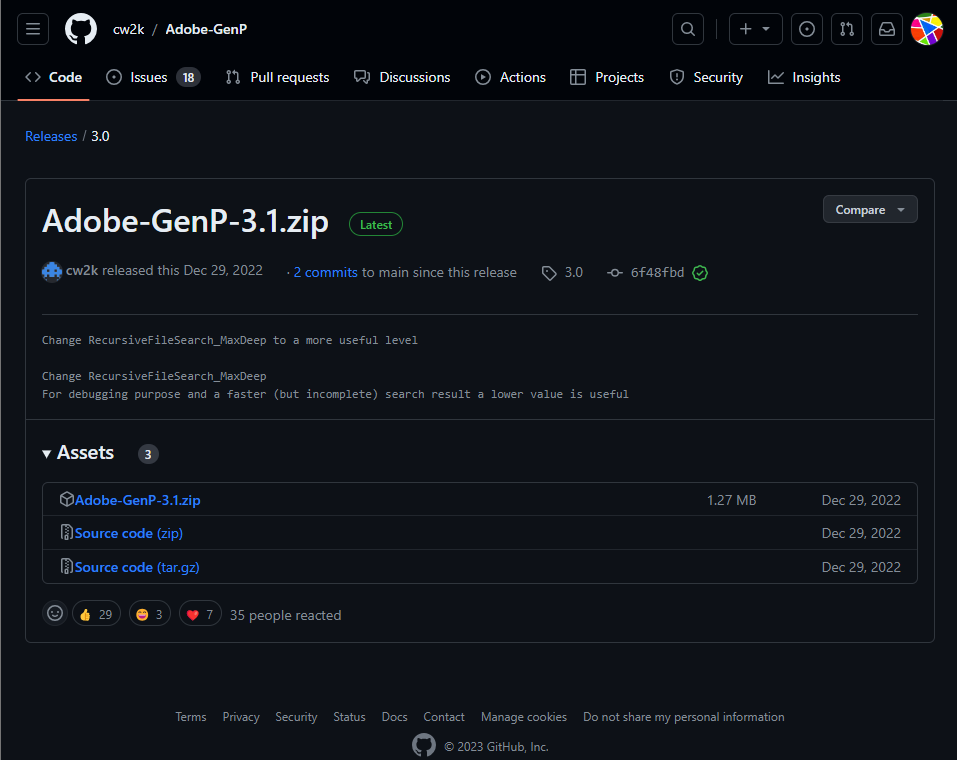 cw2k / Adobe-GenP
Code Issues 18 Pull requests Discussions Actions Projects Security Insights
Releases / 3.0
Adobe-GenP-3.1.zip Latest Compare
cw2k released this Dec 29, 2022 · 2 commits to main since this release 3.0 6f48fbd
Change RecursiveFileSearch_MaxDeep to a more useful level
Change RecursiveFileSearch_MaxDeep
For debugging purpose and a faster (but incomplete) search result a lower value is useful
Assets 3
Adobe-GenP-3.1.zip 1.27 MB Dec 29, 2022
Source code (zip) Dec 29, 2022
Source code (tar.gz) Dec 29, 2022
👍 29 😄 3 ❤️ 7 35 people reacted
Terms Privacy Security Status Docs Contact Manage cookies Do not share my personal information
© 2023 GitHub, Inc.